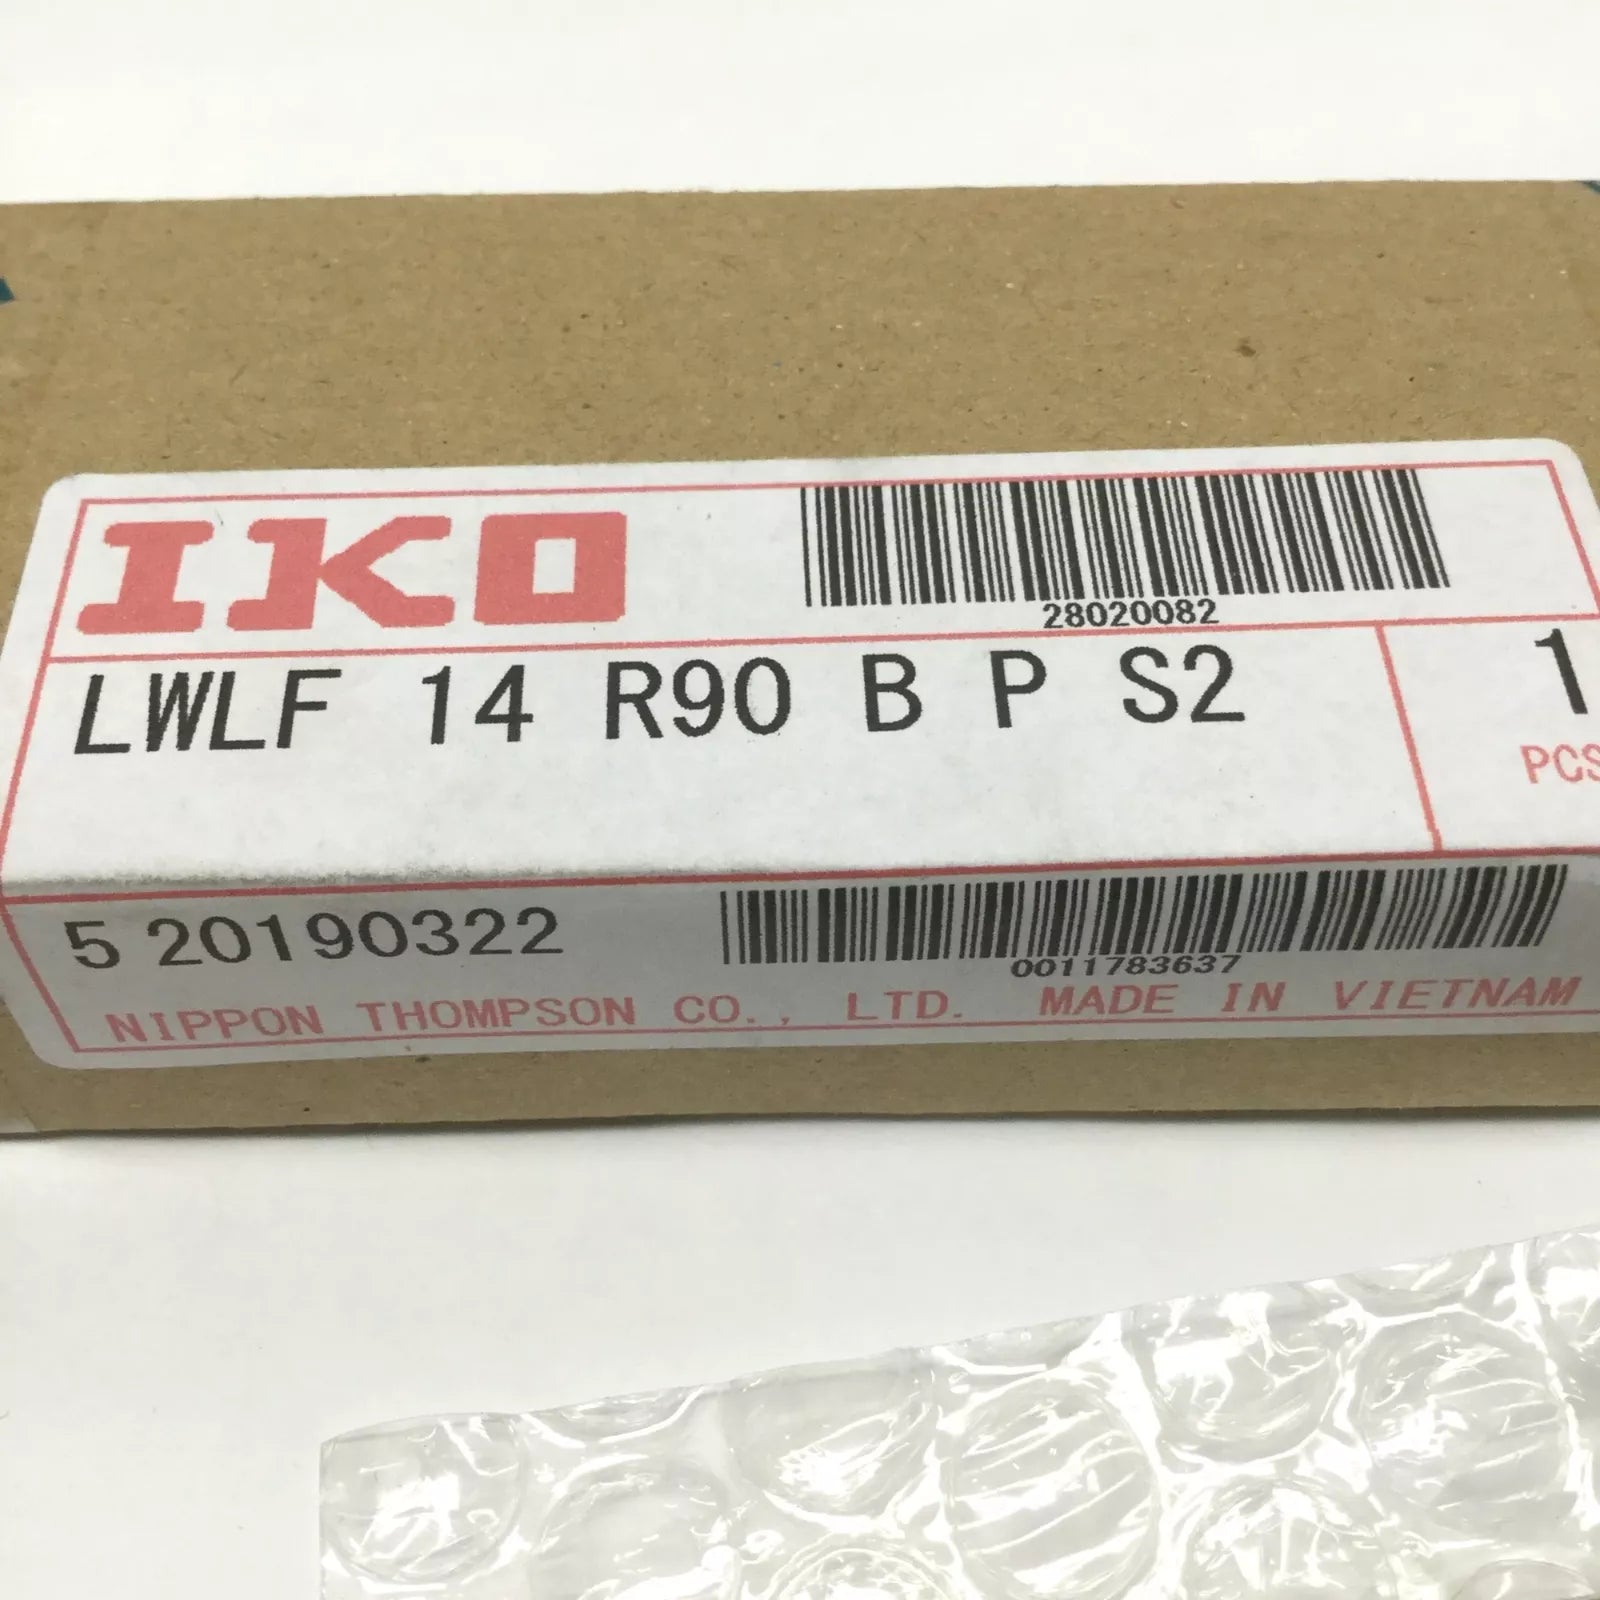 IKO
28020082
LWLF 14 R90 B P S2
1
PCS
5 20190322
0011783637
NIPPON THOMPSON CO., LTD. MADE IN VIETNAM